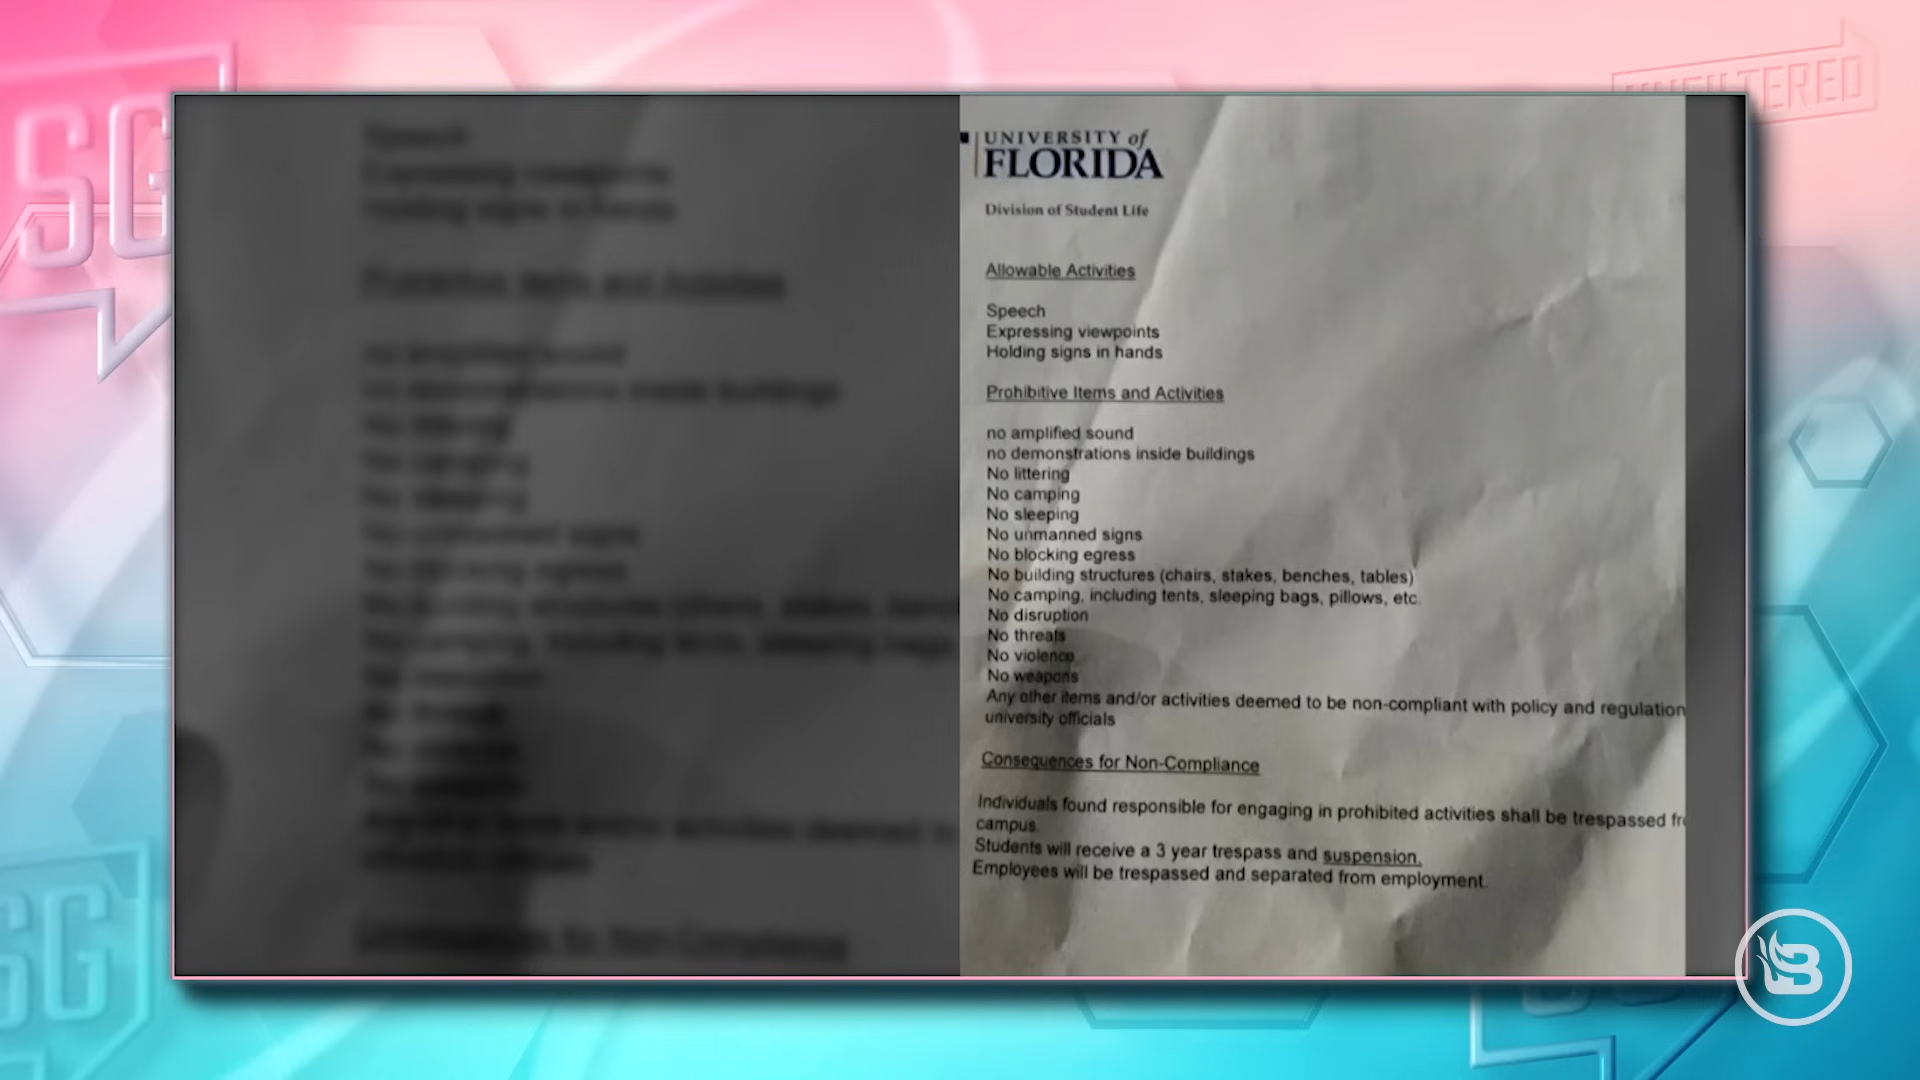 SG
UNFILTERED
UNIVERSITY of
FLORIDA
Division of Student Life
Allowable Activities
Speech
Expressing viewpoints
Holding signs in hands
Prohibitive Items and Activities
no amplified sound
no demonstrations inside buildings
No littering
No camping
No sleeping
No unmanned signs
No blocking egress
No building structures (chairs, stakes, benches, tables)
No camping, including tents, sleeping bags, pillows, etc.
No disruption
No threats
No violence
No weapons
Any other items and/or activities deemed to be non-compliant with policy and regulation
university officials
Consequences for Non-Compliance
Individuals found responsible for engaging in prohibited activities shall be trespassed
campus.
Students will receive a 3 year trespass and suspension.
Employees will be trespassed and separated from employment.
SG
B